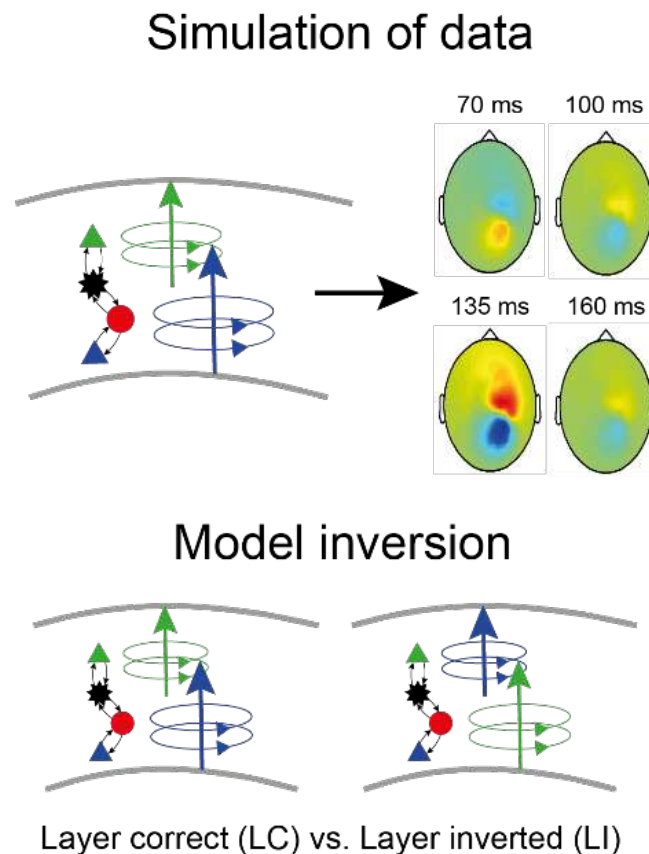 Simulation of data
70 ms 100 ms
135 ms 160 ms
Model inversion
Layer correct (LC) vs. Layer inverted (LI)